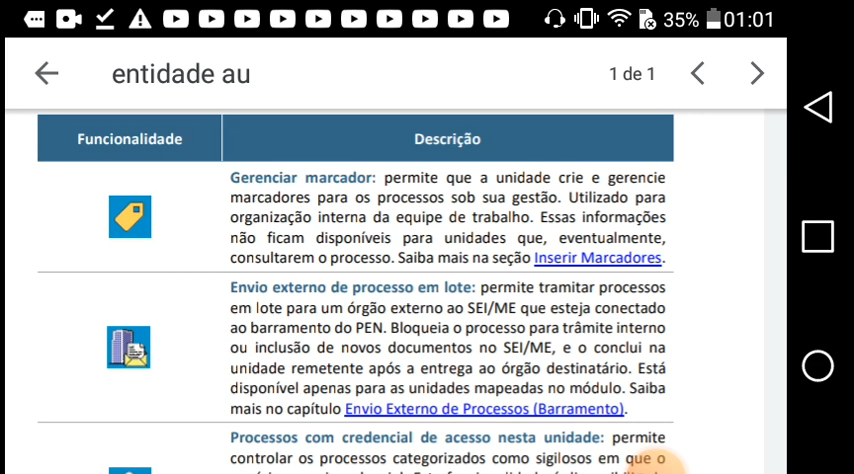 35% 01:01
entidade au
1 de 1
Funcionalidade
Descrição
Gerenciar marcador: permite que a unidade crie e gerencie
marcadores para os processos sob sua gestão. Utilizado para
organização interna da equipe de trabalho. Essas informações
não ficam disponíveis para unidades que, eventualmente,
consultarem o processo. Saiba mais na seção Inserir Marcadores.
Envio externo de processo em lote: permite tramitar processos
em lote para um órgão externo ao SEI/ME que esteja conectado
ao barramento do PEN. Bloqueia o processo para trâmite interno
ou inclusão de novos documentos no SEI/ME, e o conclui na
unidade remetente após a entrega ao órgão destinatário. Está
disponível apenas para as unidades mapeadas no módulo. Saiba
mais no capítulo Envio Externo de Processos (Barramento).
Processos com credencial de acesso nesta unidade: permite
controlar os processos categorizados como sigilosos em que o